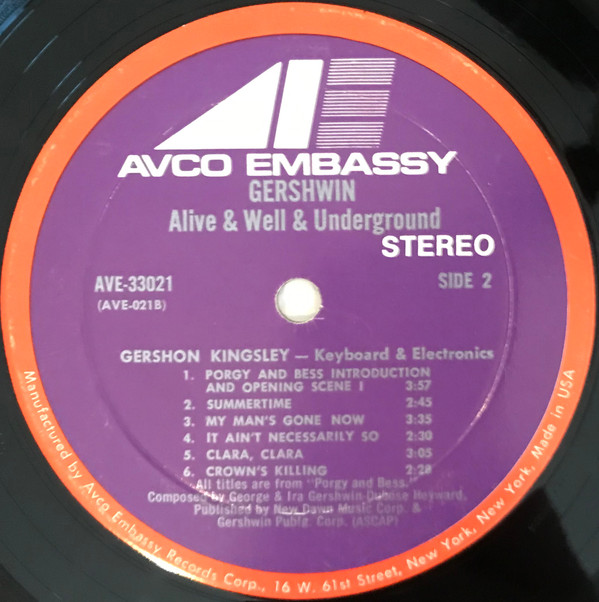 AVCO EMBASSY
GERSHWIN
Alive & Well & Underground
STEREO
AVE-33021
SIDE 2
(AVE-021B)
GERSHON KINGSLEY — Keyboard & Electronics
1. PORGY AND BESS INTRODUCTION
AND OPENING SCENE I 3:57
2. SUMMERTIME 2:45
3. MY MAN'S GONE NOW 3:35
4. IT AIN'T NECESSARILY SO 2:30
5. CLARA, CLARA 3:05
6. CROWN'S KILLING 2:28
All titles are from "Porgy and Bess."
Composed by George & Ira Gershwin-Dubose Heyward,
Published by New Dawn Music Corp. &
Gershwin Publg. Corp. (ASCAP)
Manufactured by Avco Embassy Records Corp., 16 W. 61st Street, New York, New York, Made in USA